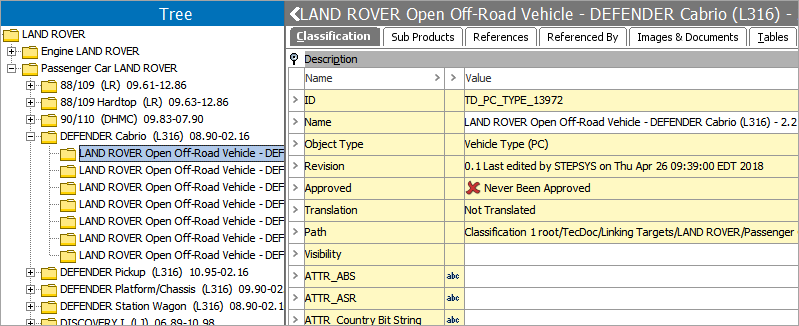 Tree
LAND ROVER
Engine LAND ROVER
Passenger Car LAND ROVER
88/109 (LR) 09.61-12.86
88/109 Hardtop (LR) 09.63-12.86
90/110 (DHMC) 09.83-07.90
DEFENDER Cabrio (L316) 08.90-02.16
LAND ROVER Open Off-Road Vehicle - DEF
LAND ROVER Open Off-Road Vehicle - DEF
LAND ROVER Open Off-Road Vehicle - DEF
LAND ROVER Open Off-Road Vehicle - DEF
LAND ROVER Open Off-Road Vehicle - DEF
LAND ROVER Open Off-Road Vehicle - DEF
LAND ROVER Open Off-Road Vehicle - DEF
DEFENDER Pickup (L316) 10.95-02.16
DEFENDER Platform/Chassis (L316) 09.90-02
DEFENDER Station Wagon (L316) 08.90-02.1
DISCOVERY I (LJ) 06.89-10.98
LAND ROVER Open Off-Road Vehicle - DEFENDER Cabrio (L316) -
Classification Sub Products References Referenced By Images & Documents Tables
Description
Name > > Value
> ID TD_PC_TYPE_13972
> Name LAND ROVER Open Off-Road Vehicle - DEFENDER Cabrio (L316) - 2.2
> Object Type Vehicle Type (PC)
> Revision 0.1 Last edited by STEPSYS on Thu Apr 26 09:39:00 EDT 2018
> Approved Never Been Approved
> Translation Not Translated
> Path Classification 1 root/TecDoc/Linking Targets/LAND ROVER/Passenger
> Visibility
> ATTR_ABS abc
> ATTR_ASR abc
> ATTR_Country Bit String abc